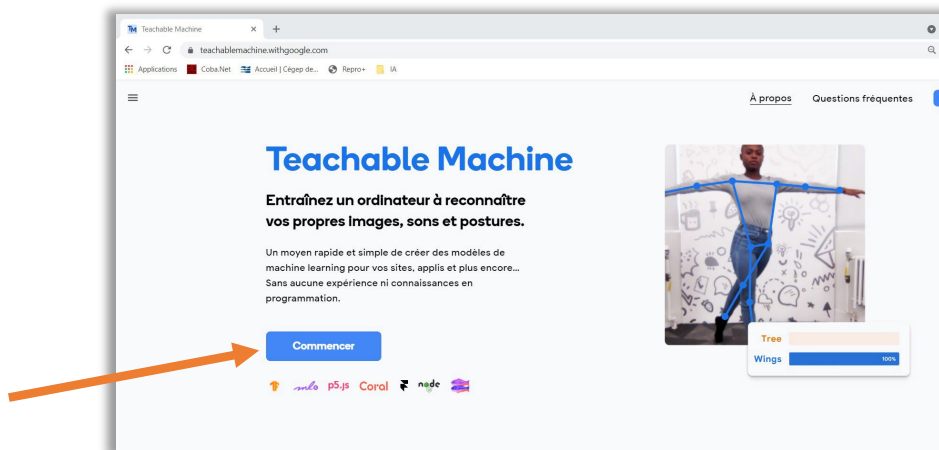 Teachable Machine
teachablemachine.withgoogle.com
Applications Coba.Net Accueil | Cégep de... Repro+ IA
À propos Questions fréquentes
Teachable Machine
Entraînez un ordinateur à reconnaître
vos propres images, sons et postures.
Un moyen rapide et simple de créer des modèles de
machine learning pour vos sites, applis et plus encore...
Sans aucune expérience ni connaissances en
programmation.
Commencer
p5.js Coral node
Tree
Wings 100%